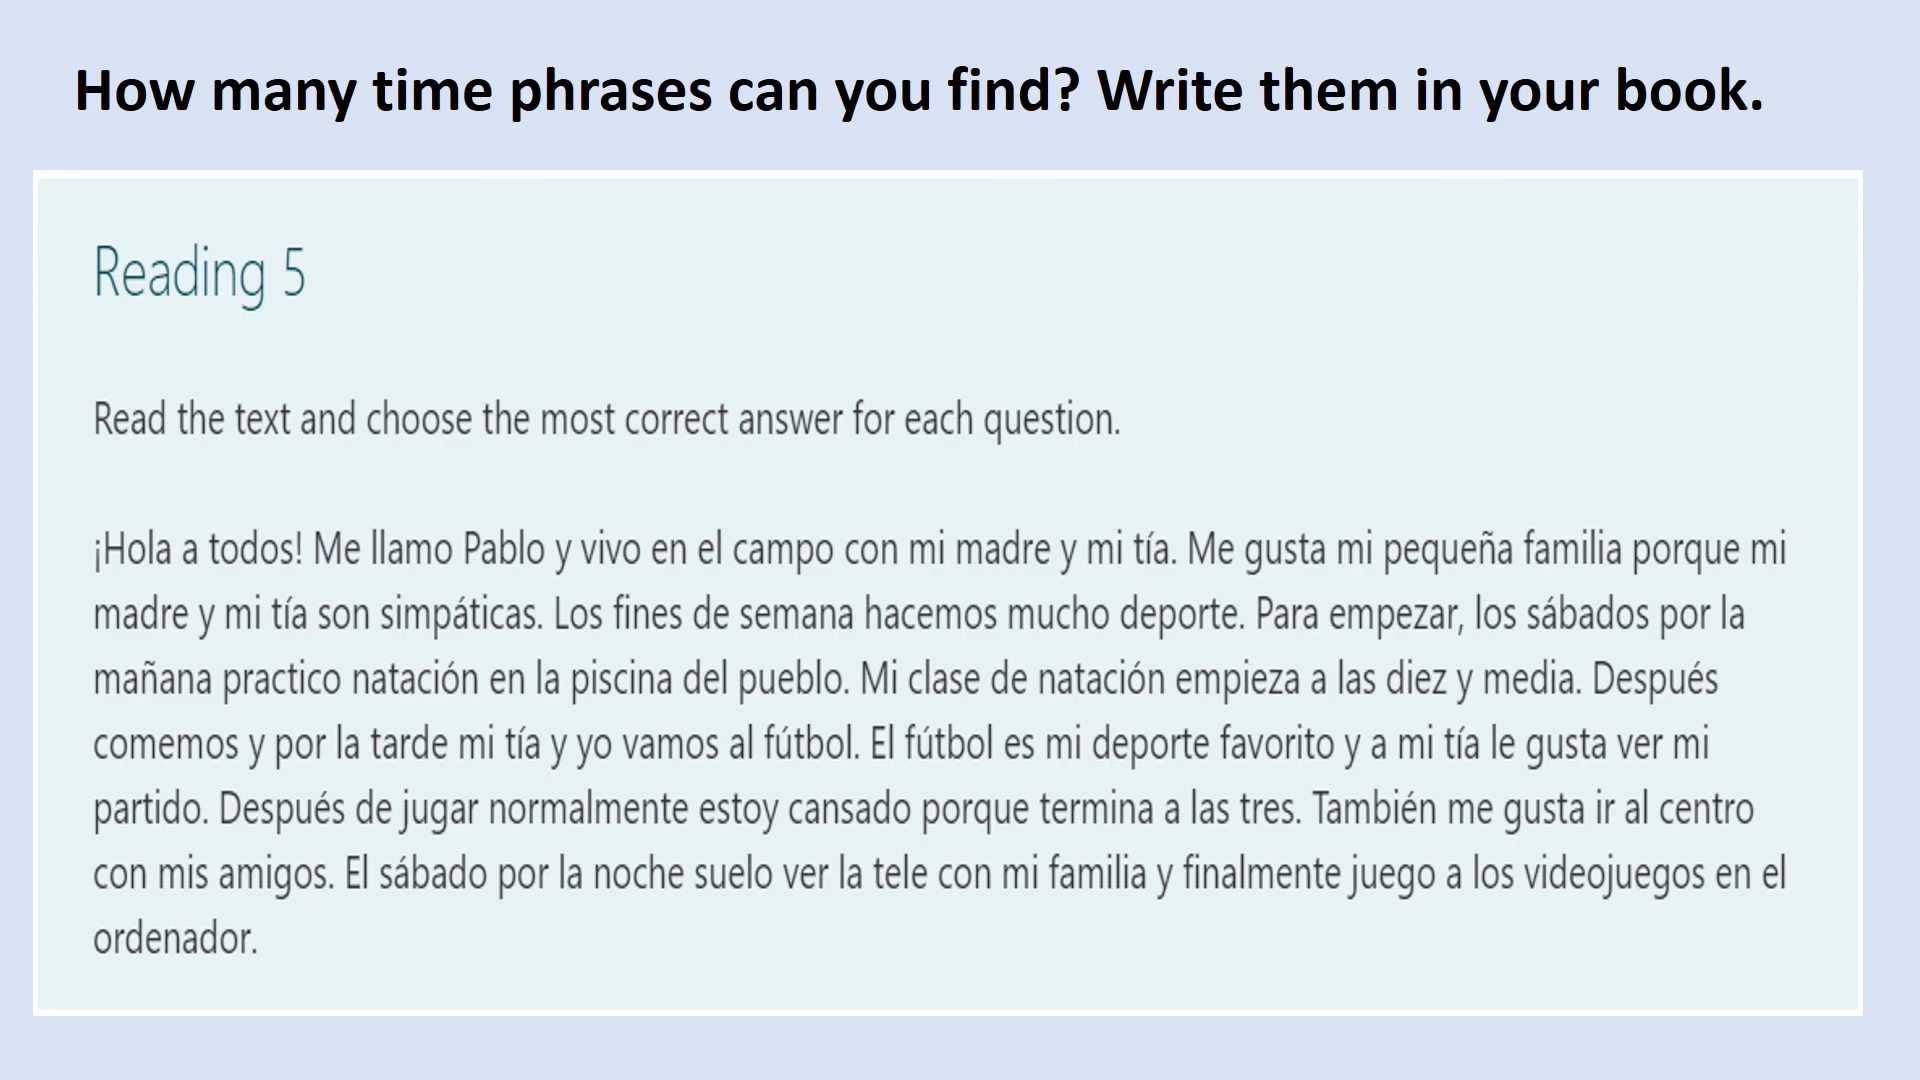 How many time phrases can you find? Write them in your book.
Reading 5
Read the text and choose the most correct answer for each question.
¡Hola a todos! Me llamo Pablo y vivo en el campo con mi madre y mi tía. Me gusta mi pequeña familia porque mi
madre y mi tía son simpáticas. Los fines de semana hacemos mucho deporte. Para empezar, los sábados por la
mañana practico natación en la piscina del pueblo. Mi clase de natación empieza a las diez y media. Después
comemos y por la tarde mi tía y yo vamos al fútbol. El fútbol es mi deporte favorito y a mi tía le gusta ver mi
partido. Después de jugar normalmente estoy cansado porque termina a las tres. También me gusta ir al centro
con mis amigos. El sábado por la noche suelo ver la tele con mi familia y finalmente juego a los videojuegos en el
ordenador.